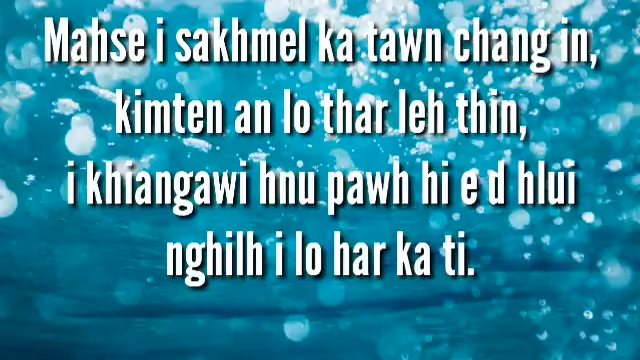 Mahse i sakhmel ka tawn chang in,
kimten an lo thar leh thin,
i khiangawi hnu pawh hi e d hlui
nghilh i lo har ka ti.